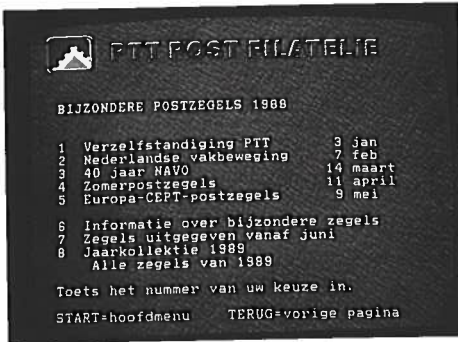 PTT POST FILATELIE
BIJZONDERE POSTZEGELS 1988
1 Verzelfstandiging PTT 3 jan
2 Nederlandse vakbeweging 7 feb
3 40 jaar NAVO 14 maart
4 Zomerpostzegels 11 april
5 Europa-CEPT-postzegels 9 mei
6 Informatie over bijzondere zegels
7 Zegels uitgegeven vanaf juni
8 Jaarkollektie 1989
Alle zegels van 1989
Toets het nummer van uw keuze in.
START=hoofdmenu TERUG=vorige pagina